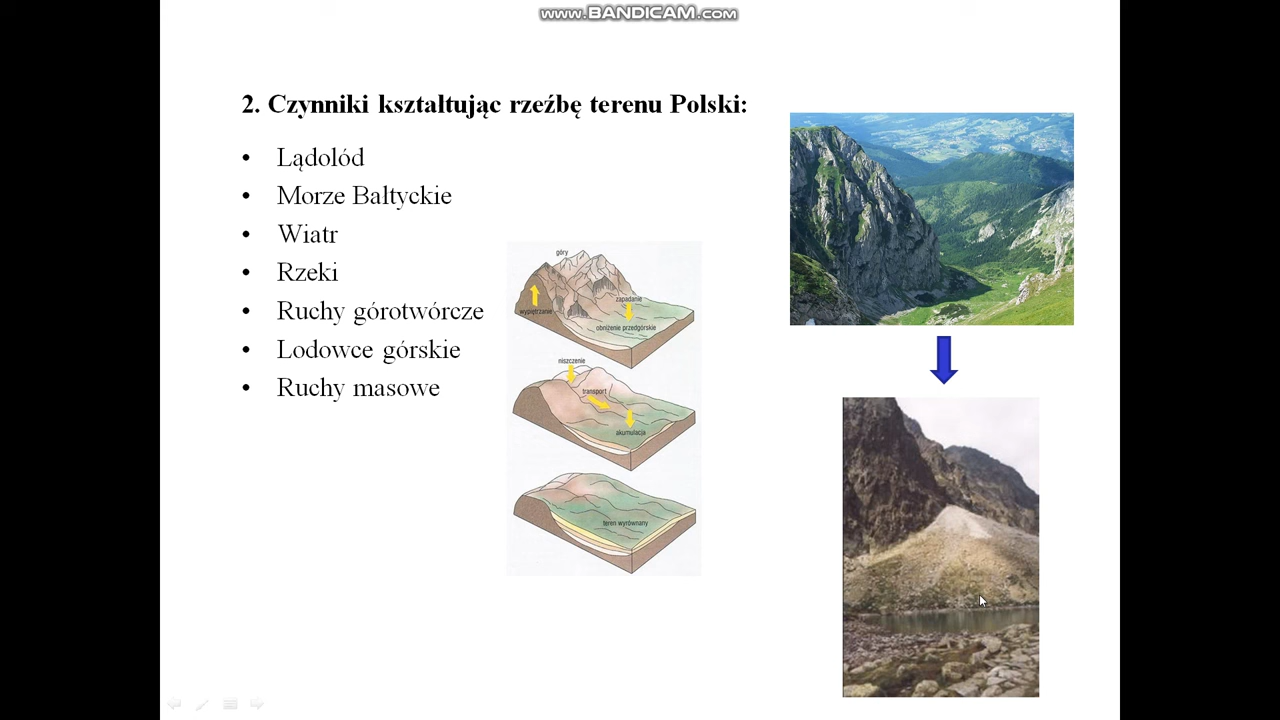 www.BANDICAM.com
2. Czynniki kształtując rzeźbę terenu Polski:
• Lądolód
• Morze Bałtyckie
• Wiatr
• Rzeki
• Ruchy górotwórcze
• Lodowce górskie
• Ruchy masowe
góry
zapadanie
wypiętrzanie
obniżenie przedgórskie
niszczenie
transport
akumulacja
teren wyrównany